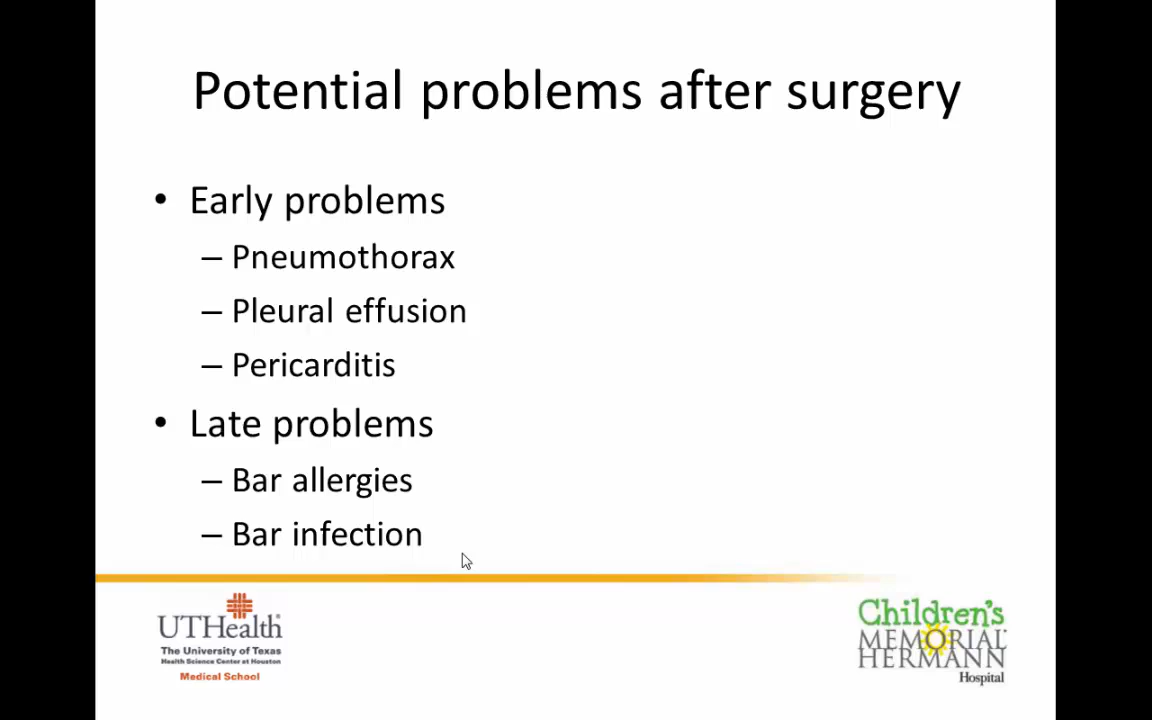 Potential problems after surgery
• Early problems
– Pneumothorax
– Pleural effusion
– Pericarditis
• Late problems
– Bar allergies
– Bar infection
UTHealth
The University of Texas
Health Science Center at Houston
Medical School
Children's
MEMORIAL
HERMANN
Hospital